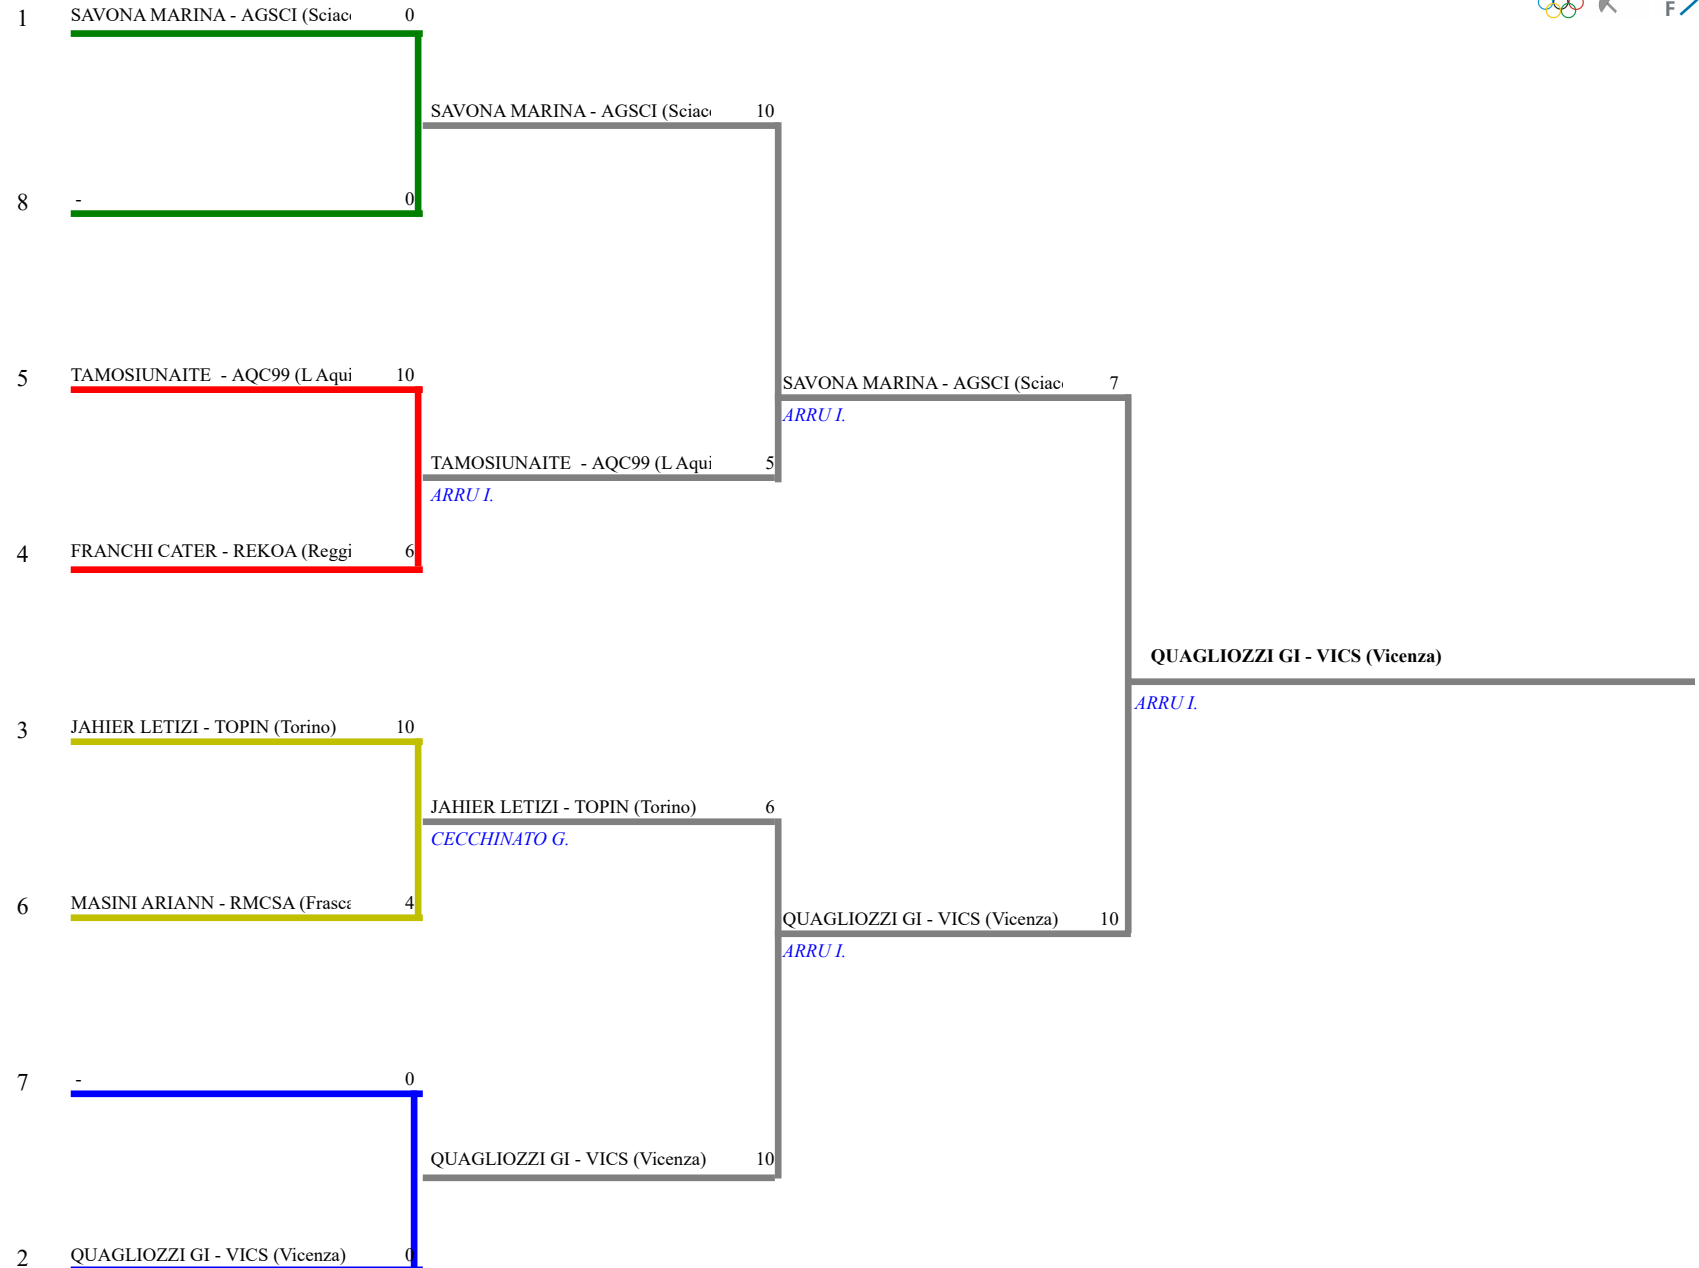 1 SAVONA MARINA - AGSCI (Sciac 0
F
SAVONA MARINA - AGSCI (Sciac 10
8 - 0
5 TAMOSIUNAITE - AQC99 (L Aqui 10
SAVONA MARINA - AGSCI (Sciac 7
ARRU I.
TAMOSIUNAITE - AQC99 (L Aqui 5
ARRU I.
4 FRANCHI CATER - REKOA (Reggi 6
QUAGLIOZZI GI - VICS (Vicenza)
ARRU I.
3 JAHIER LETIZI - TOPIN (Torino) 10
JAHIER LETIZI - TOPIN (Torino) 6
CECCHINATO G.
6 MASINI ARIANN - RMCSA (Frasca 4
QUAGLIOZZI GI - VICS (Vicenza) 10
ARRU I.
7 - 0
QUAGLIOZZI GI - VICS (Vicenza) 10
2 QUAGLIOZZI GI - VICS (Vicenza) 0